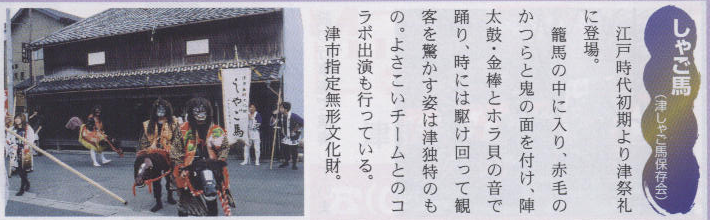 しゃご馬
(津しゃご馬保存会)
江戸時代初期より津祭礼
に登場。
籠馬の中に入り、赤毛の
かつらと鬼の面を付け、陣
太鼓・金棒とホラ貝の音で
踊り、時には駆け回って観
客を驚かす姿は津独特のも
の。よさこいチームとのコ
ラボ出演も行っている。
津市指定無形文化財。
しゃご馬